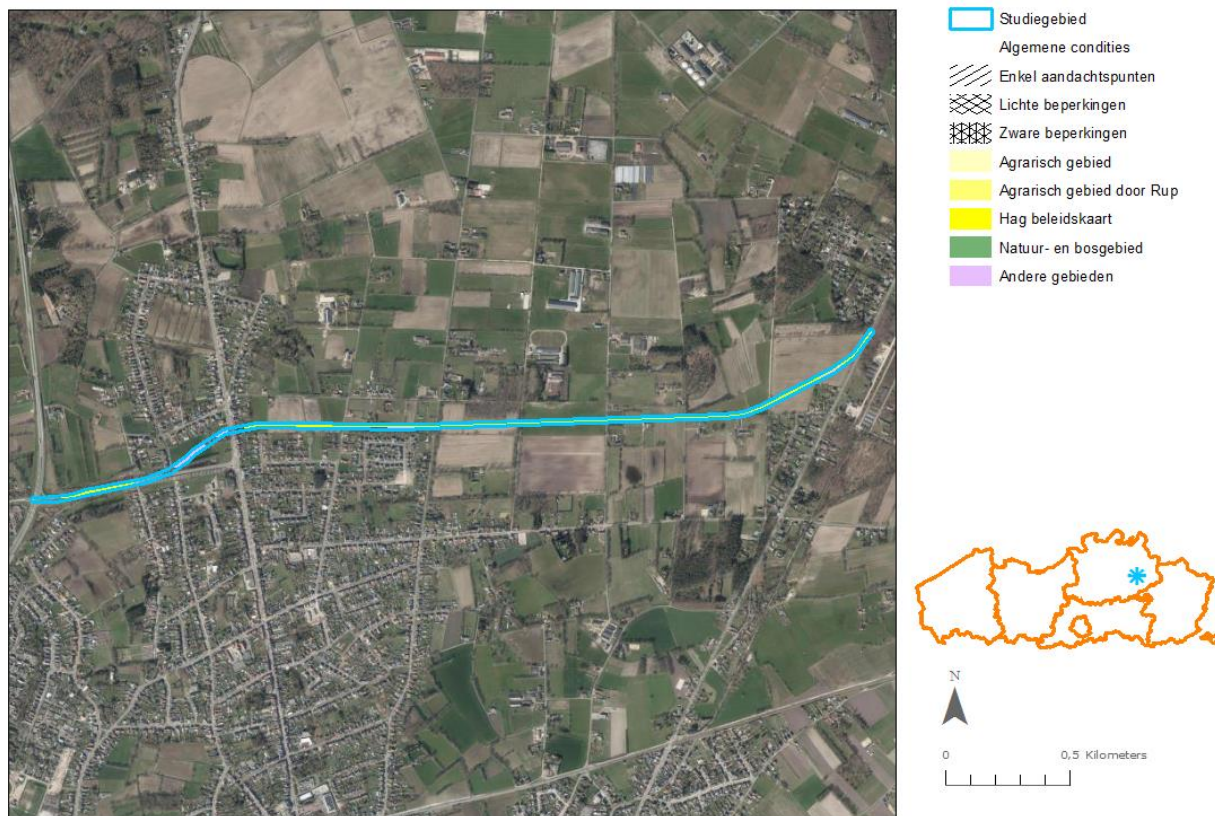 Studiegebied
Algemene condities
Enkel aandachtspunten
Lichte beperkingen
Zware beperkingen
Agrarisch gebied
Agrarisch gebied door Rup
Hag beleidskaart
Natuur- en bosgebied
Andere gebieden
N
0 0,5 Kilometers